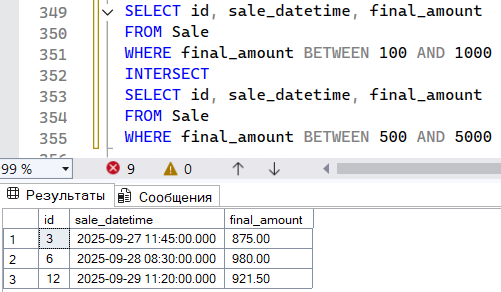 349 SELECT id, sale_datetime, final_amount
350 FROM Sale
351 WHERE final_amount BETWEEN 100 AND 1000
352 INTERSECT
353 SELECT id, sale_datetime, final_amount
354 FROM Sale
355 WHERE final_amount BETWEEN 500 AND 5000
99 % 9 0
Результаты Сообщения
id sale_datetime final_amount
1 3 2025-09-27 11:45:00.000 875.00
2 6 2025-09-28 08:30:00.000 980.00
3 12 2025-09-29 11:20:00.000 921.50